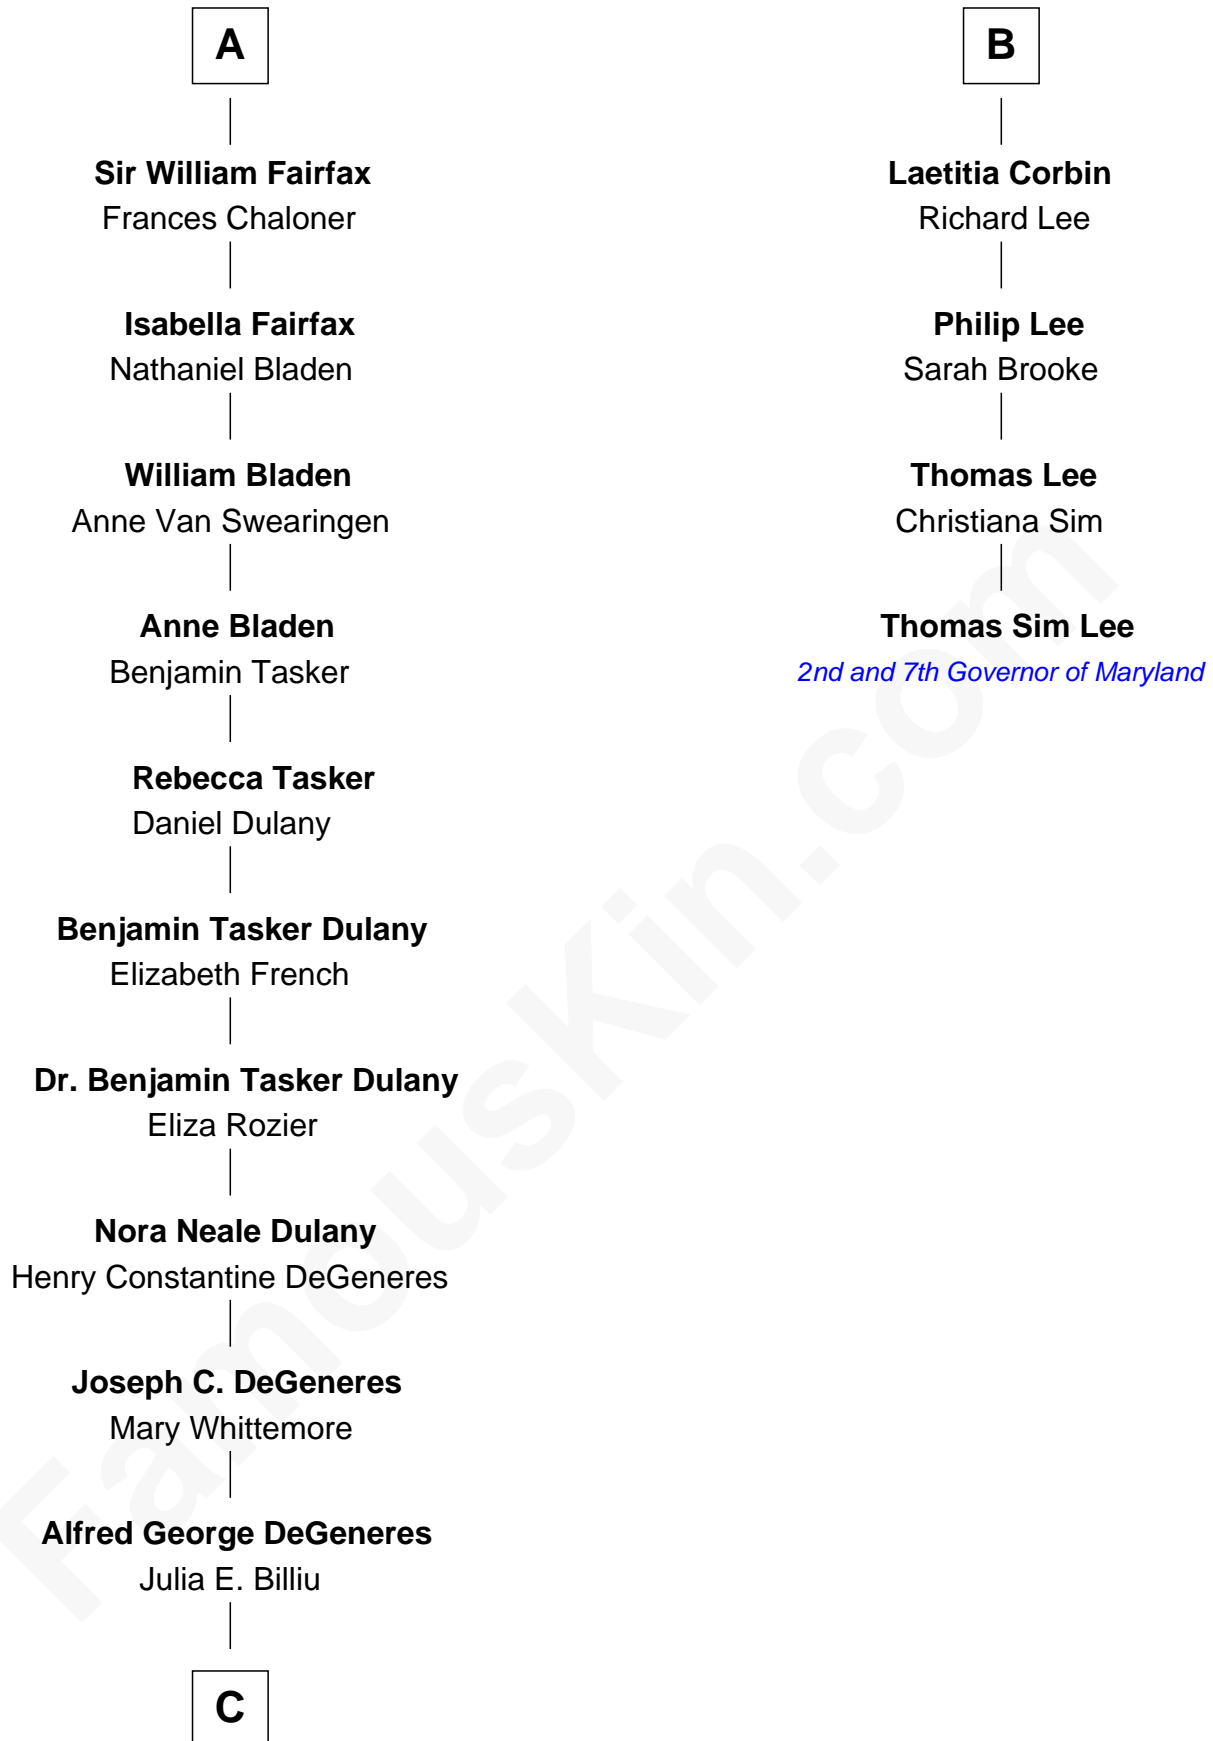 A
Sir William Fairfax
Frances Chaloner
Isabella Fairfax
Nathaniel Bladen
William Bladen
Anne Van Swearingen
Anne Bladen
Benjamin Tasker
Rebecca Tasker
Daniel Dulany
Benjamin Tasker Dulany
Elizabeth French
Dr. Benjamin Tasker Dulany
Eliza Rozier
Nora Neale Dulany
Henry Constantine DeGeneres
Joseph C. DeGeneres
Mary Whittemore
Alfred George DeGeneres
Julia E. Billiu
C
B
Laetitia Corbin
Richard Lee
Philip Lee
Sarah Brooke
Thomas Lee
Christiana Sim
Thomas Sim Lee
2nd and 7th Governor of Maryland
FamousKin.com